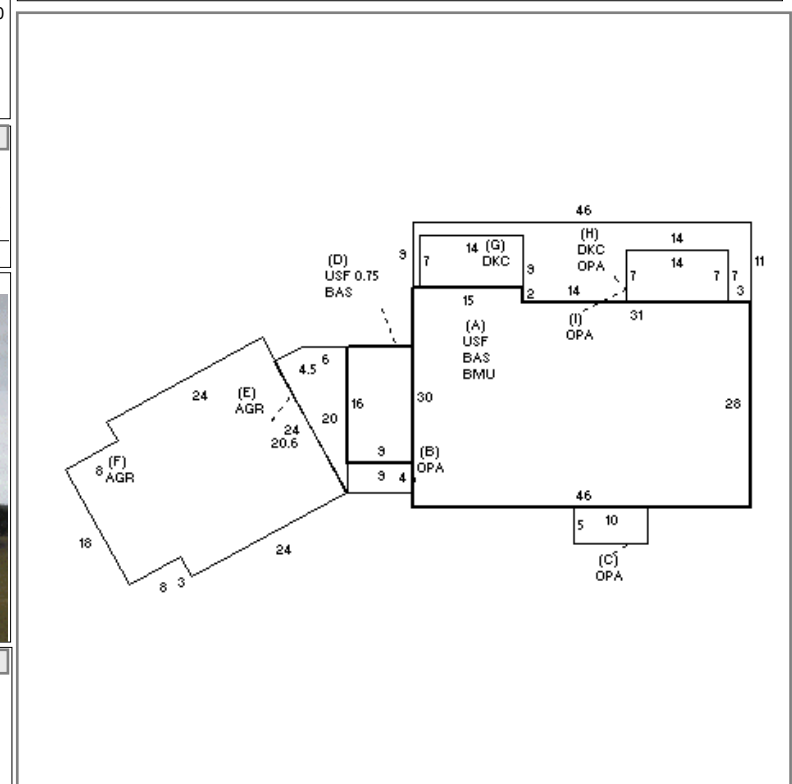 46
(H)
DKC
OPA
14
14
7
7
7
3
11
9
7
14
(G)
DKC
9
2
14
15
31
(I)
OPA
(D)
USF 0.75
BAS
(A)
USF
BAS
BMU
30
28
46
4.5
6
16
20
24
20.6
(E)
AGR
24
9
9
4
(B)
OPA
8
(F)
AGR
18
8
3
24
5
10
(C)
OPA